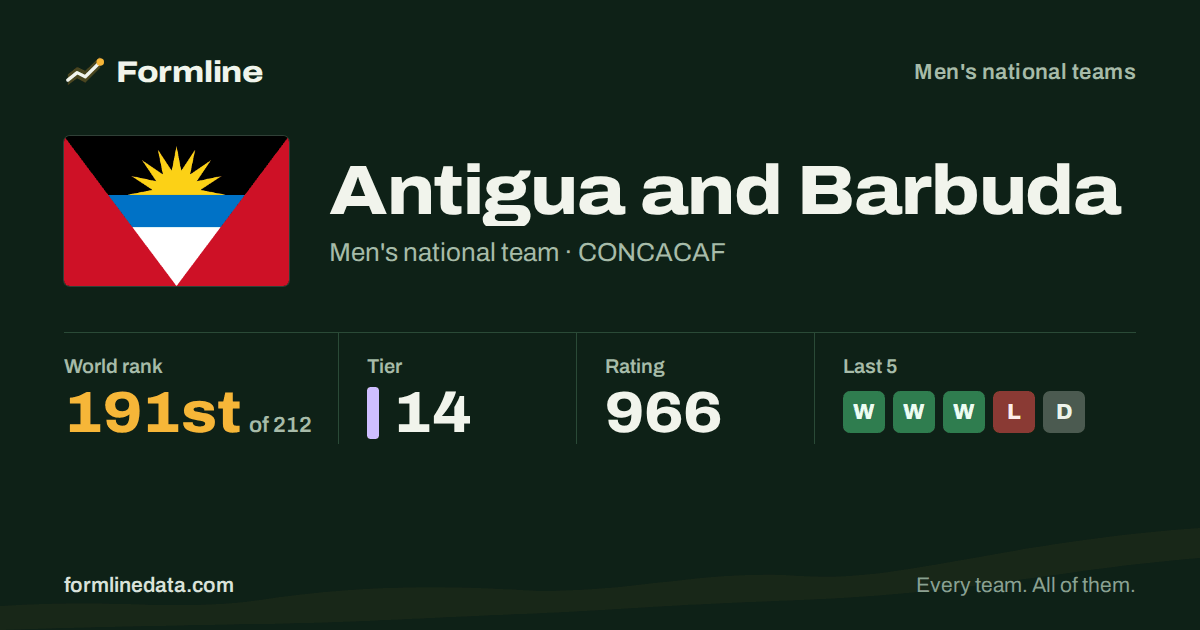 Formline
Men's national teams
Antigua and Barbuda
Men's national team · CONCACAF
World rank
191st of 212
Tier
14
Rating
966
Last 5
W W W L D
formlinedata.com
Every team. All of them.